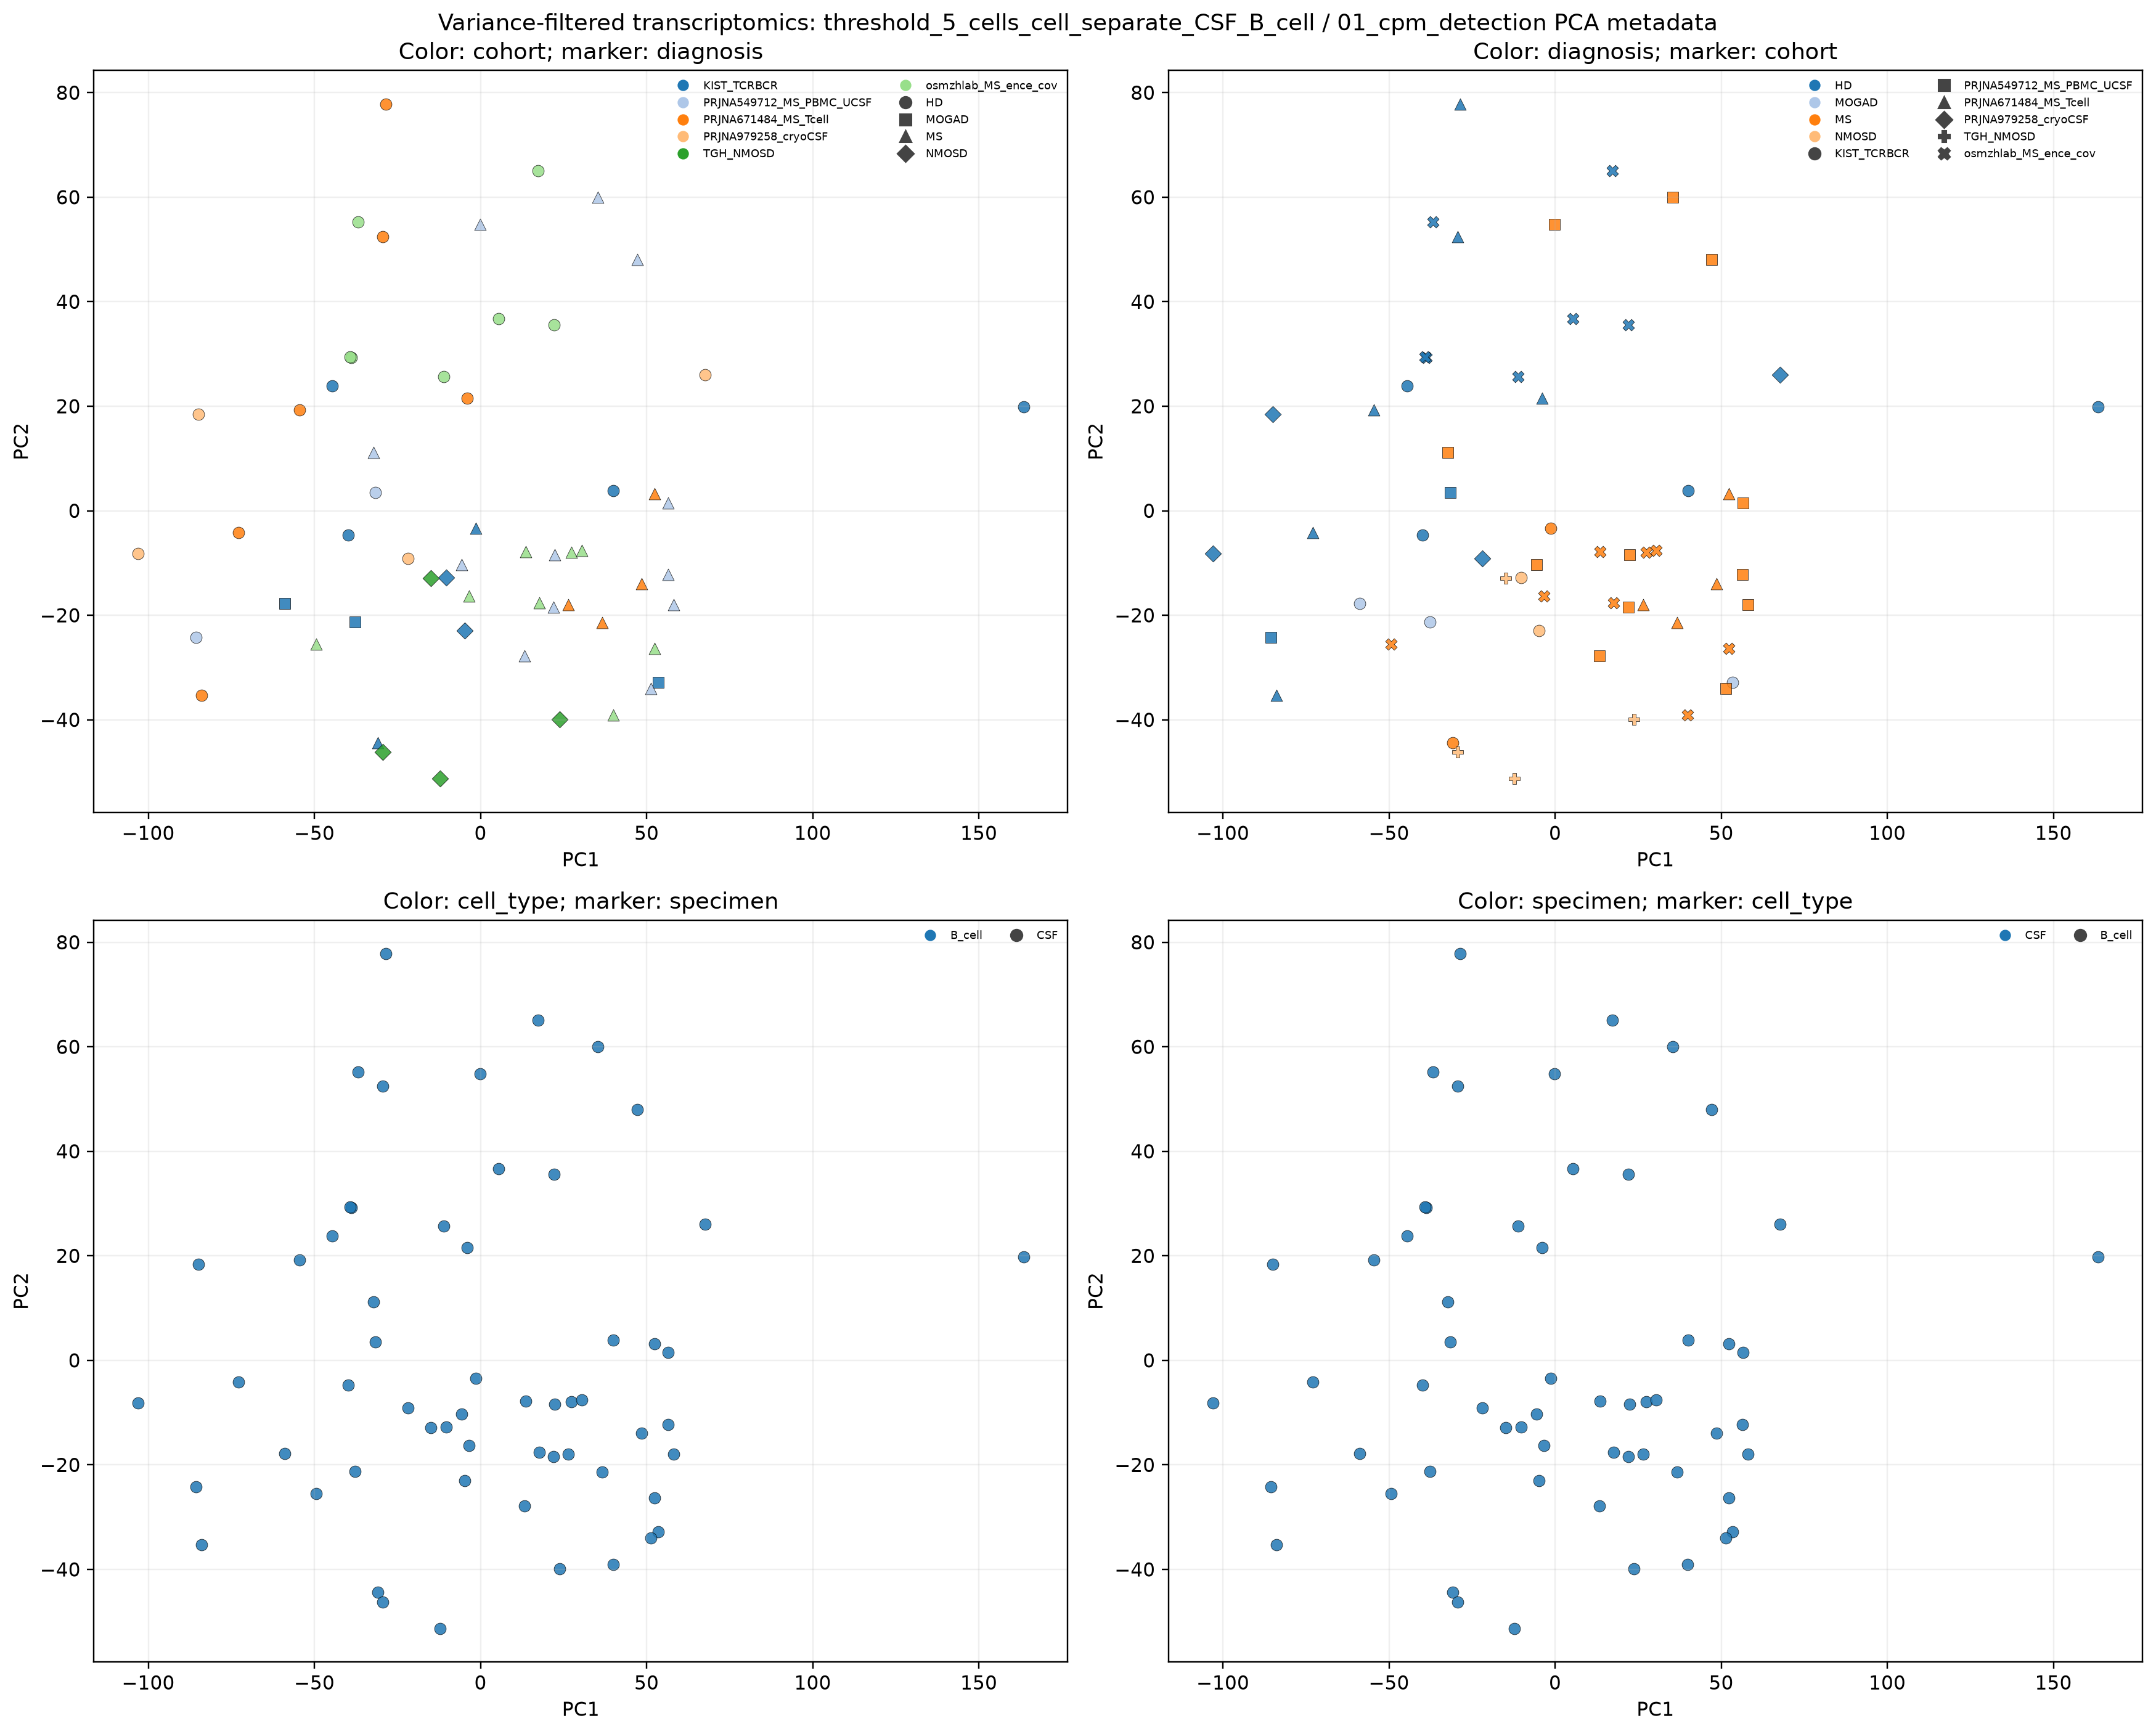 Variance-filtered transcriptomics: threshold_5_cells_cell_separate_CSF_B_cell / 01_cpm_detection PCA metadata
Color: cohort; marker: diagnosis
KIST_TCRBCR
PRJNA549712_MS_PBMC_UCSF
PRJNA671484_MS_Tcell
PRJNA979258_cryoCSF
TGH_NMOSD
osmzhlab_MS_ence_cov
HD
MOGAD
MS
NMOSD
80
60
40
20
0
−20
−40
PC2
−100
−50
0
50
100
150
PC1
Color: diagnosis; marker: cohort
HD
MOGAD
MS
NMOSD
KIST_TCRBCR
PRJNA549712_MS_PBMC_UCSF
PRJNA671484_MS_Tcell
PRJNA979258_cryoCSF
TGH_NMOSD
osmzhlab_MS_ence_cov
80
60
40
20
0
−20
−40
PC2
−100
−50
0
50
100
150
PC1
Color: cell_type; marker: specimen
B_cell
CSF
80
60
40
20
0
−20
−40
PC2
−100
−50
0
50
100
150
PC1
Color: specimen; marker: cell_type
CSF
B_cell
80
60
40
20
0
−20
−40
PC2
−100
−50
0
50
100
150
PC1